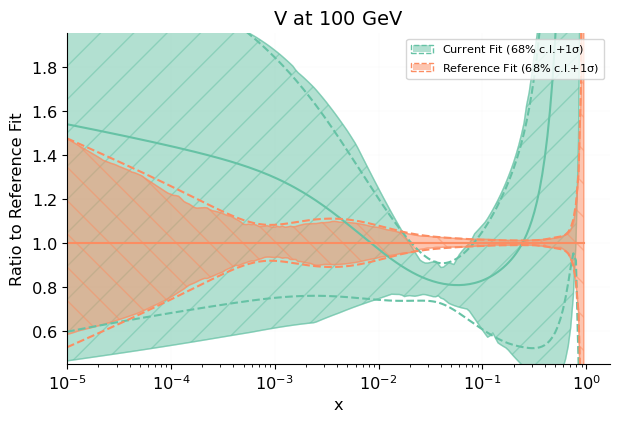 V at 100 GeV
Current Fit (68% c.l.+1σ)
Reference Fit (68% c.l.+1σ)
Ratio to Reference Fit
1.8
1.6
1.4
1.2
1.0
0.8
0.6
10⁻⁵ 10⁻⁴ 10⁻³ 10⁻² 10⁻¹ 10⁰
x